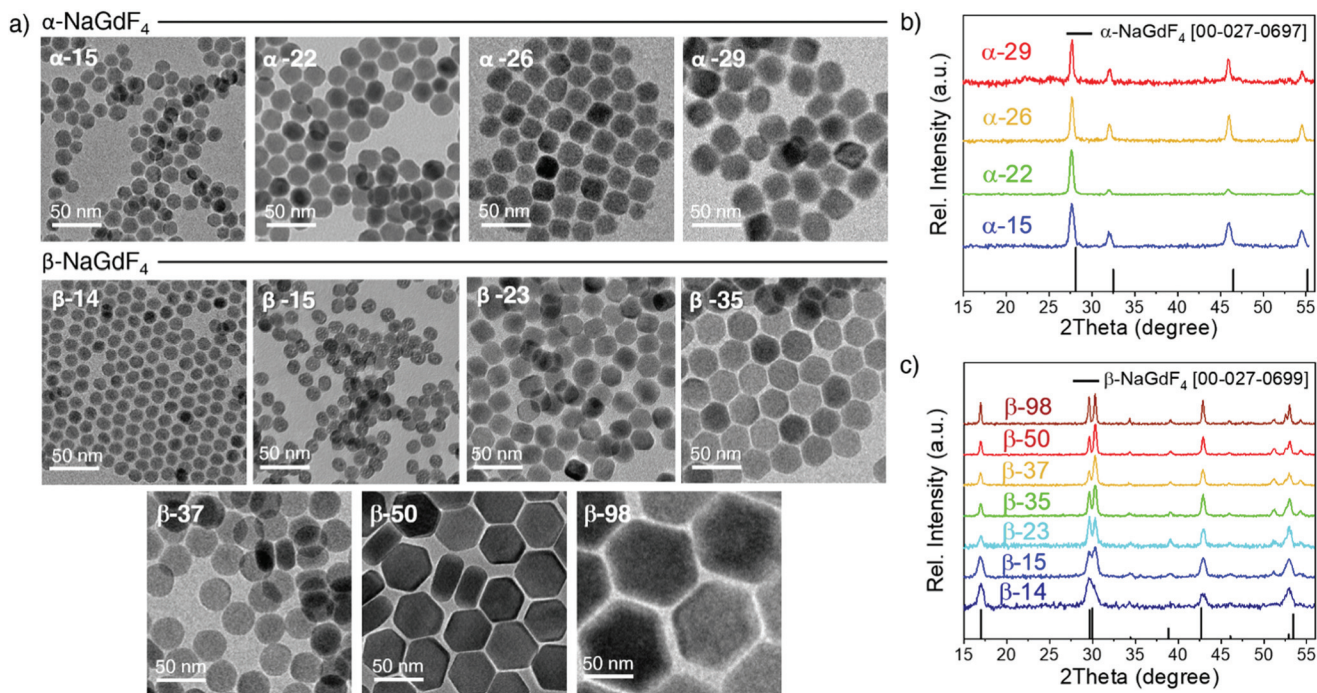 a)
α-NaGdF₄
α-15
α-22
α-26
α-29
50 nm
50 nm
50 nm
50 nm
β-NaGdF₄
β-14
β-15
β-23
β-35
50 nm
50 nm
50 nm
50 nm
β-37
β-50
β-98
50 nm
50 nm
50 nm
b)
α-NaGdF₄ [00-027-0697]
α-29
α-26
α-22
α-15
Rel. Intensity (a.u.)
15 20 25 30 35 40 45 50 55
2Theta (degree)
c)
β-NaGdF₄ [00-027-0699]
β-98
β-50
β-37
β-35
β-23
β-15
β-14
Rel. Intensity (a.u.)
15 20 25 30 35 40 45 50 55
2Theta (degree)